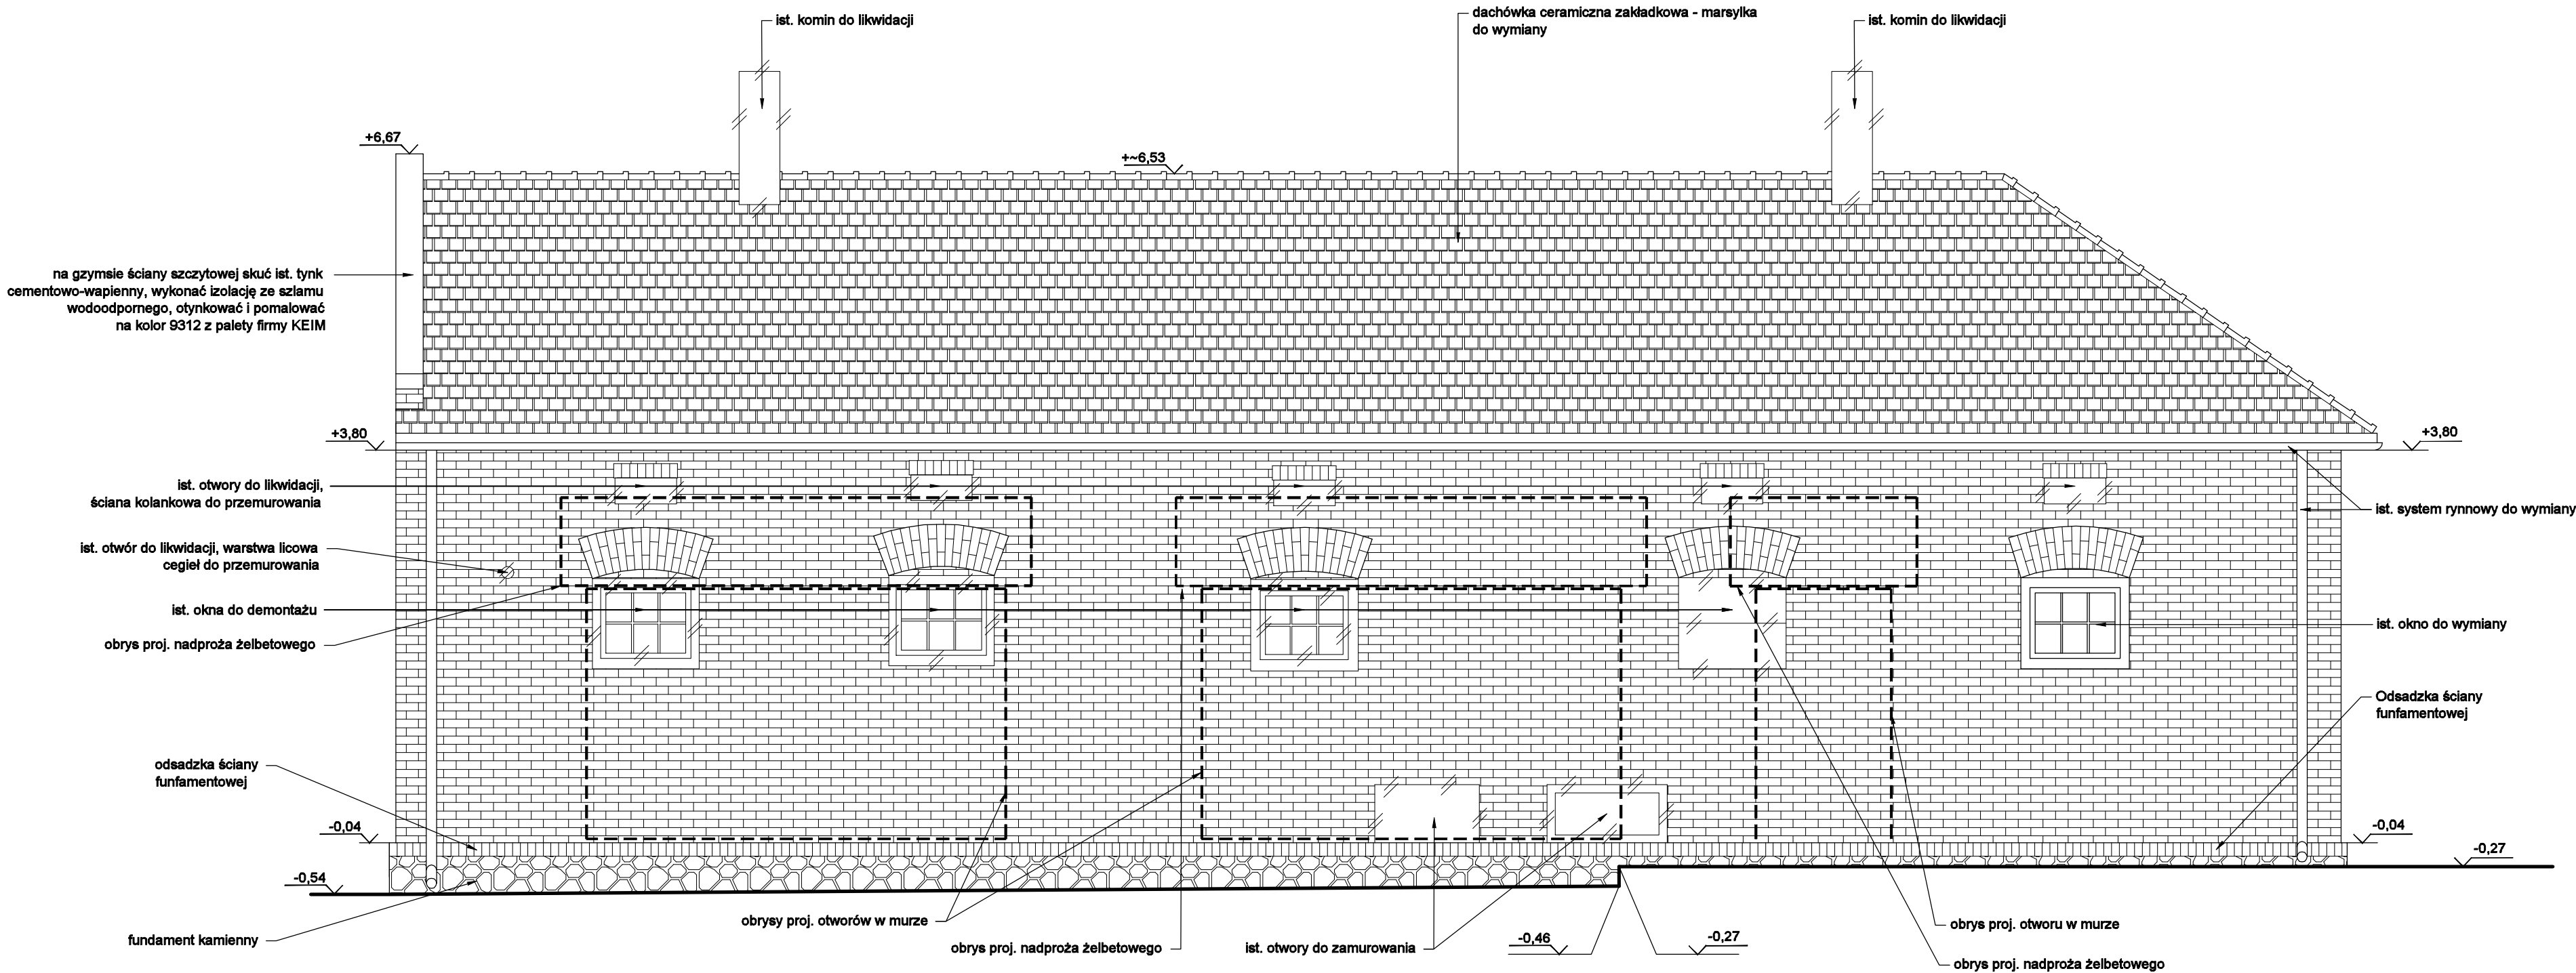 ist. komin do likwidacji
dachówka ceramiczna zakładkowa - marsylka
do wymiany
ist. komin do likwidacji
+6,67
+~6,53
na gzymsie ściany szczytowej skuć ist. tynk
cementowo-wapienny, wykonać izolację ze szlamu
wodoodpornego, otynkować i pomalować
na kolor 9312 z palety firmy KEIM
+3,80
+3,80
ist. otwory do likwidacji,
ściana kolankowa do przemurowania
ist. system rynnowy do wymiany
ist. otwór do likwidacji, warstwa licowa
cegieł do przemurowania
ist. okna do demontażu
ist. okno do wymiany
obrys proj. nadproża żelbetowego
Odsadzka ściany
funfamentowej
odsadzka ściany
funfamentowej
-0,04
-0,04
-0,27
-0,54
obrysy proj. otworów w murze
obrys proj. otworu w murze
fundament kamienny
obrys proj. nadproża żelbetowego
ist. otwory do zamurowania
-0,46
-0,27
obrys proj. nadproża żelbetowego